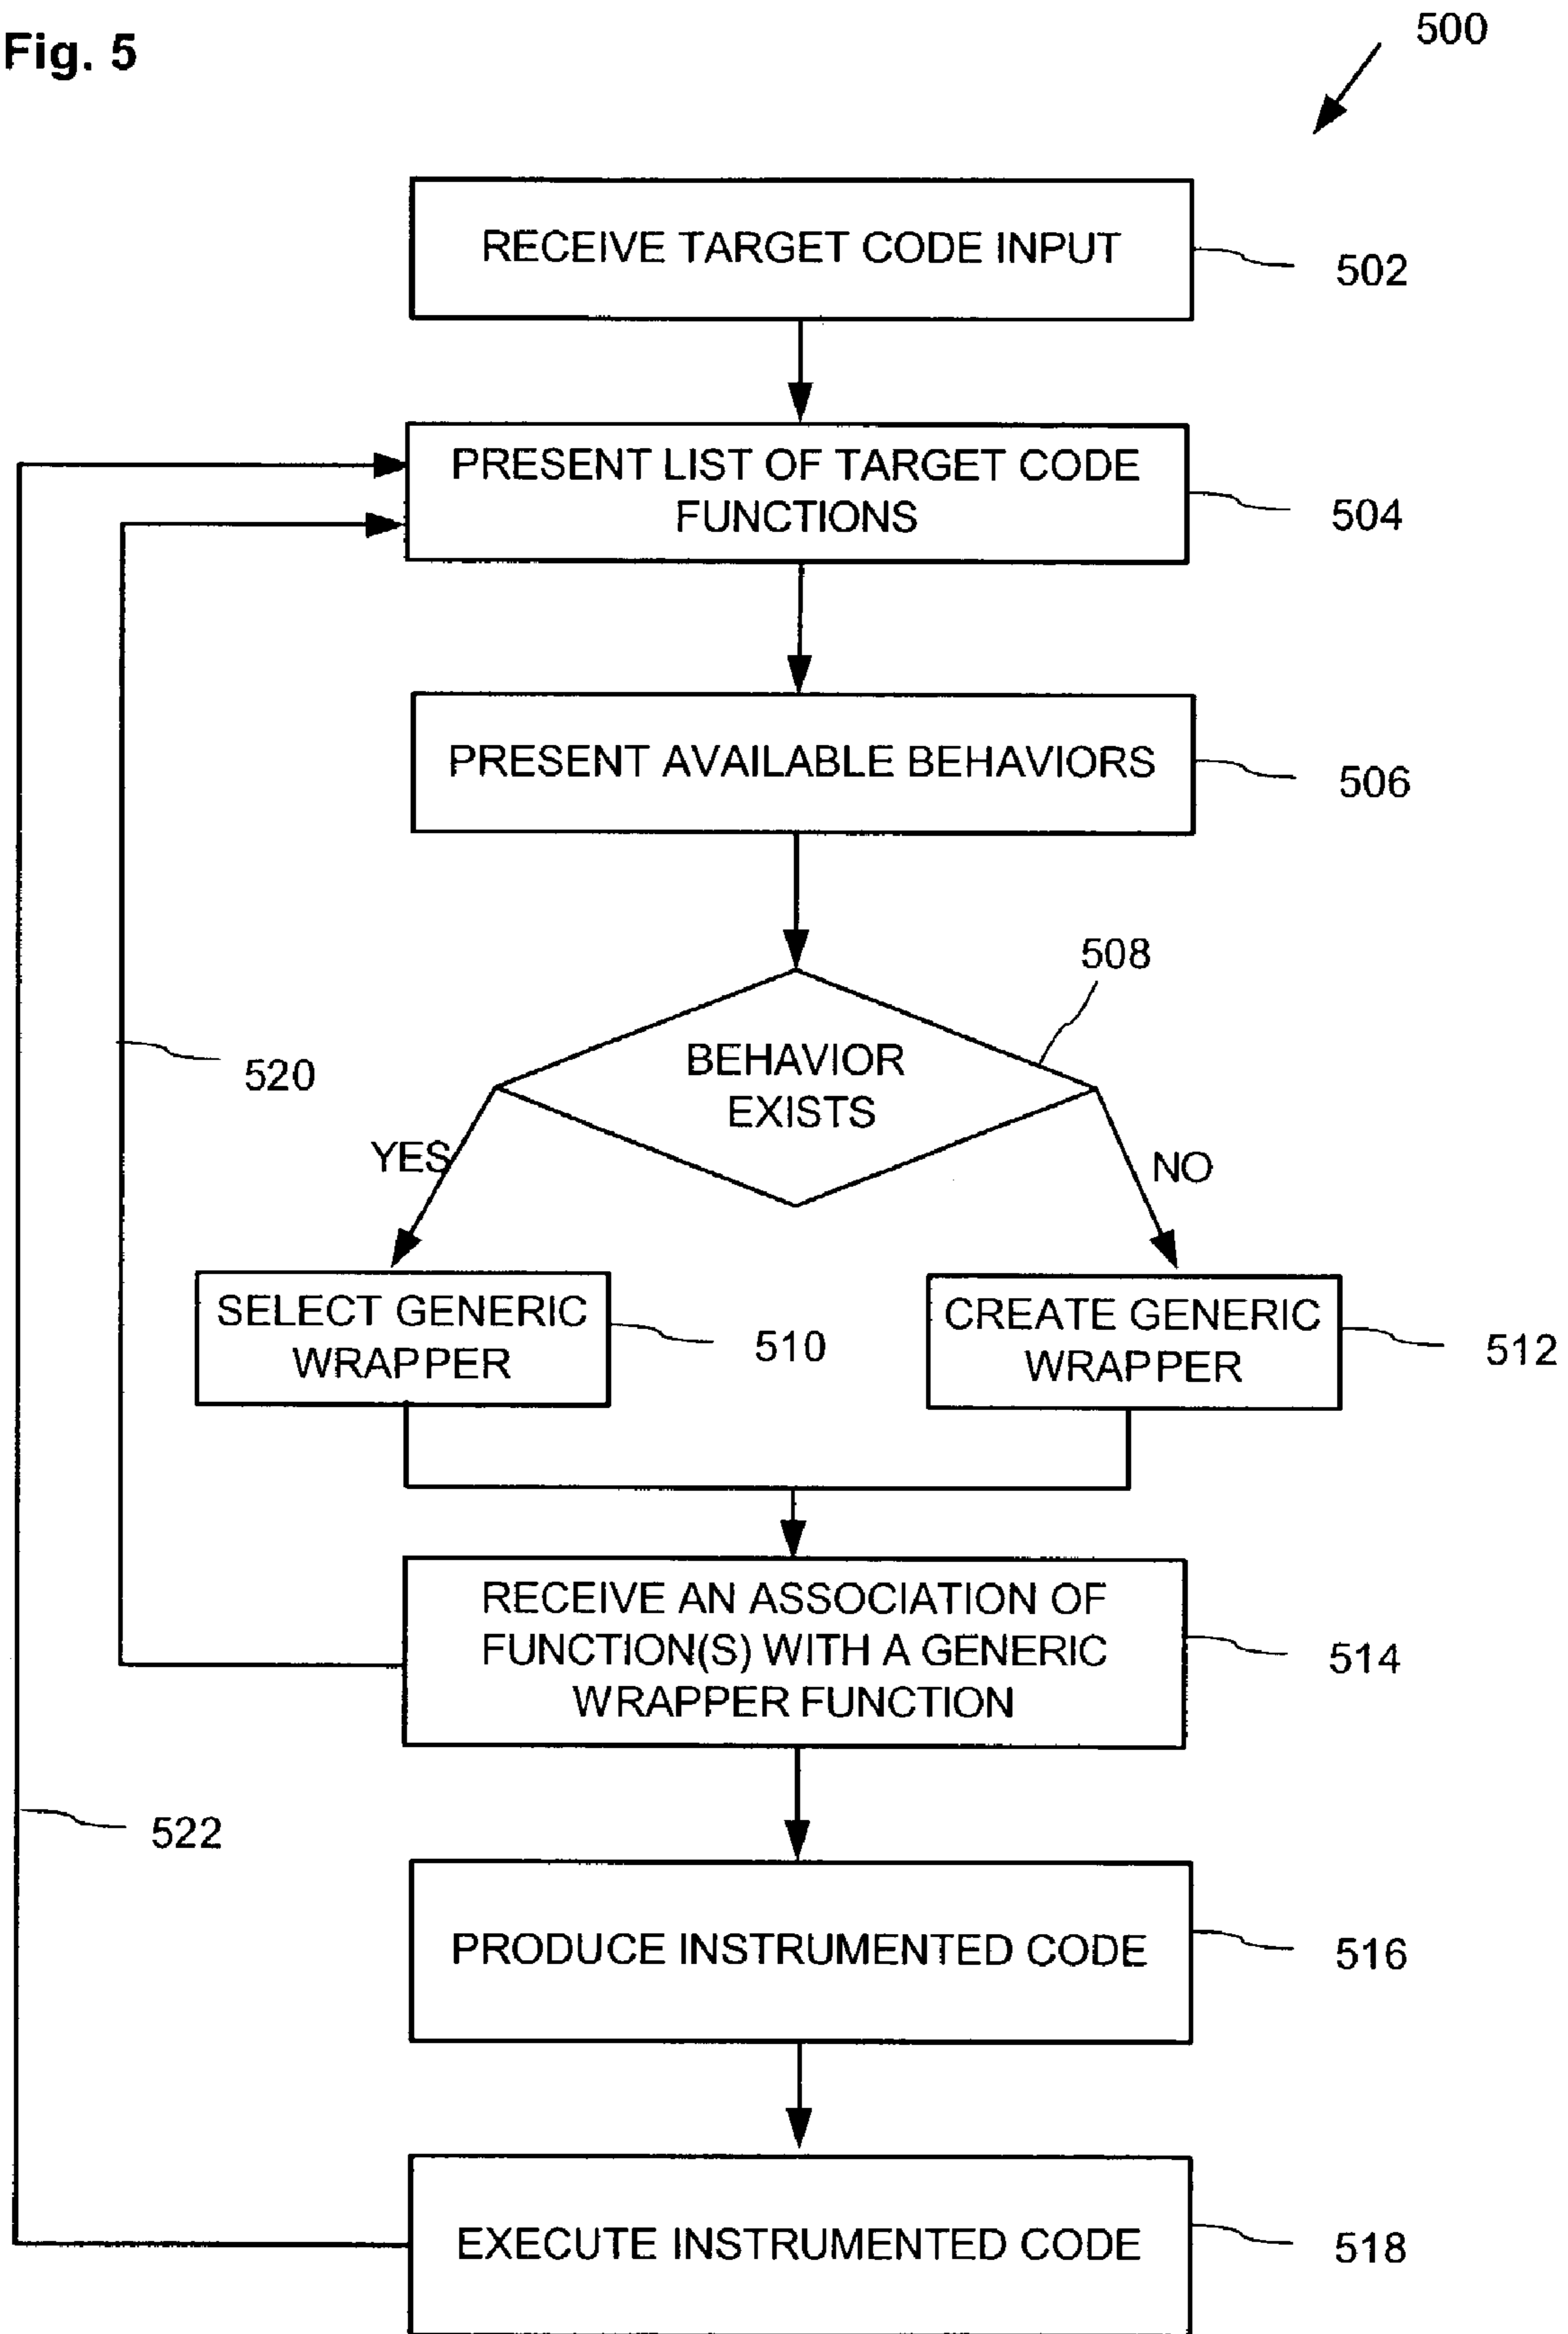 Fig. 5
500
RECEIVE TARGET CODE INPUT
502
PRESENT LIST OF TARGET CODE
FUNCTIONS
504
PRESENT AVAILABLE BEHAVIORS
506
508
BEHAVIOR
EXISTS
520
YES
NO
SELECT GENERIC
WRAPPER
510
CREATE GENERIC
WRAPPER
512
RECEIVE AN ASSOCIATION OF
FUNCTION(S) WITH A GENERIC
WRAPPER FUNCTION
514
522
PRODUCE INSTRUMENTED CODE
516
EXECUTE INSTRUMENTED CODE
518